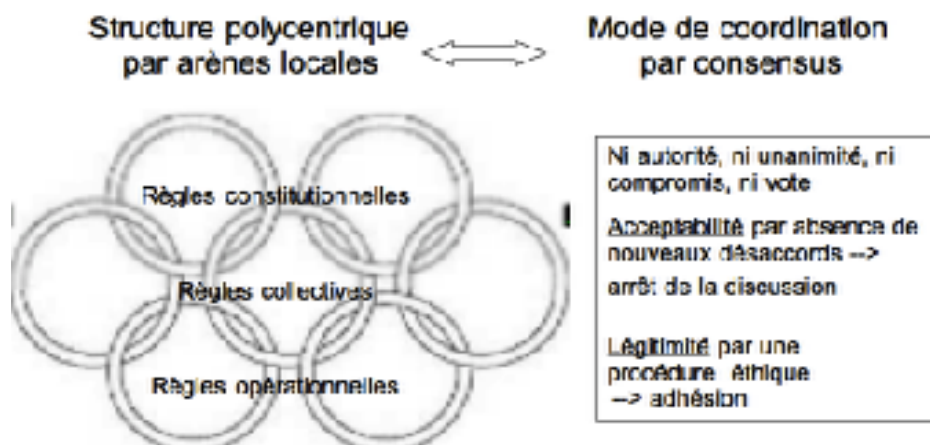 Structure polycentrique
par arènes locales
Mode de coordination
par consensus
Règles constitutionnelles
Règles collectives
Règles opérationnelles
Ni autorité, ni unanimité, ni
compromis, ni vote
Acceptabilité par absence de
nouveaux désaccords -->
arrêt de la discussion
Légitimité par une
procédure éthique
--> adhésion